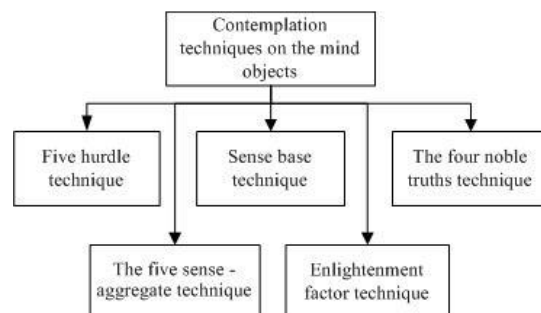 Contemplation
techniques on the mind
objects
Five hurdle
technique
Sense base
technique
The four noble
truths technique
The five sense -
aggregate technique
Enlightenment
factor technique